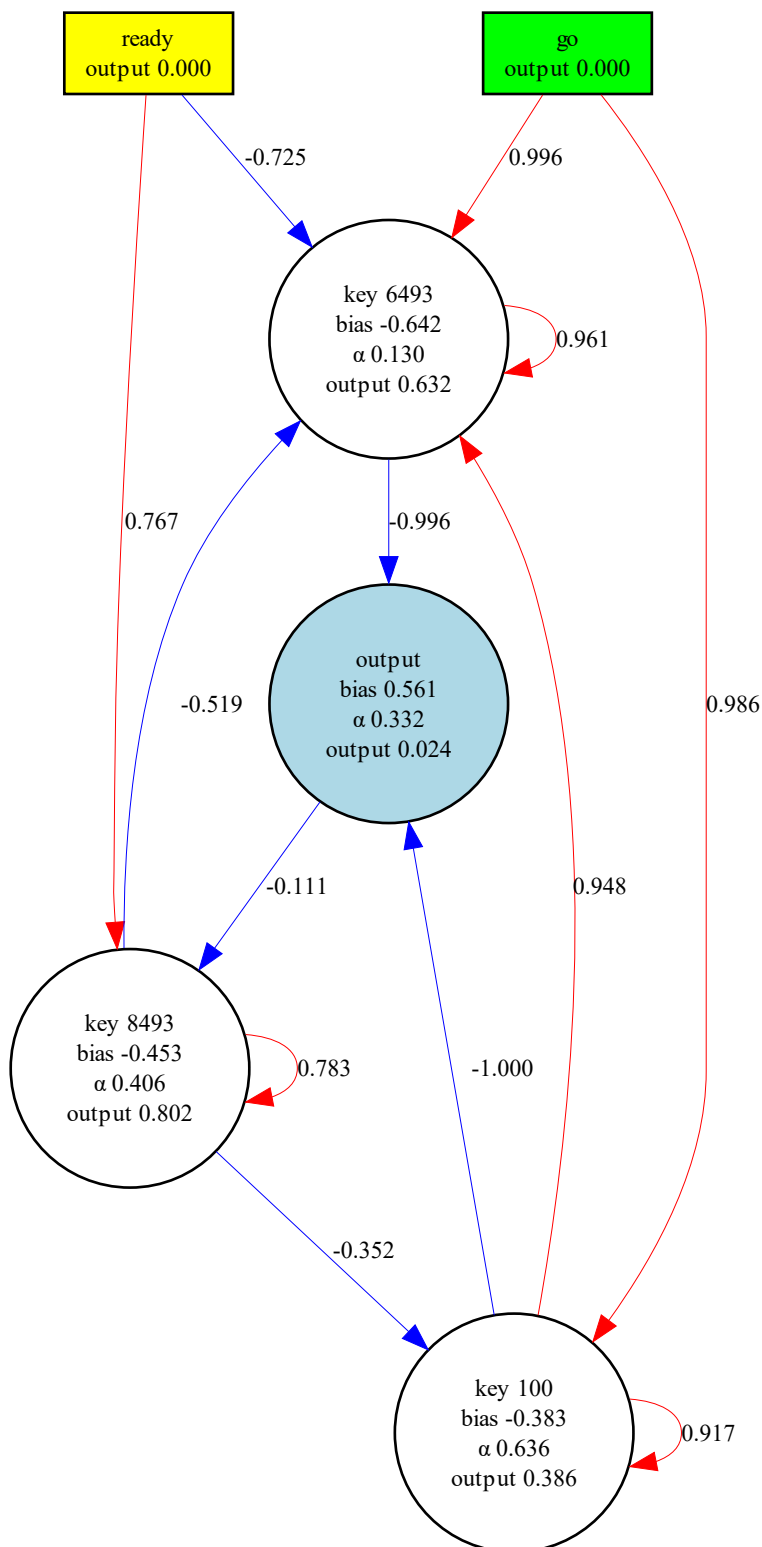 ready
output 0.000
go
output 0.000
-0.725
0.996
key 6493
bias -0.642
α 0.130
output 0.632
0.961
0.767
-0.996
output
bias 0.561
α 0.332
output 0.024
-0.519
0.986
-0.111
0.948
key 8493
bias -0.453
α 0.406
output 0.802
0.783
-1.000
-0.352
key 100
bias -0.383
α 0.636
output 0.386
0.917